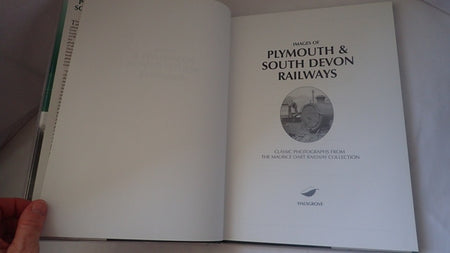 IMAGES OF
PLYMOUTH &
SOUTH DEVON
RAILWAYS
CLASSIC PHOTOGRAPHS FROM
THE MAURICE DART RAILWAY COLLECTION
HALSGROVE